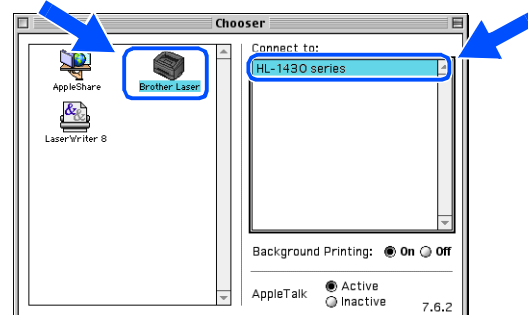 Chooser
AppleShare
Brother Laser
LaserWriter 8
Connect to:
HL-1430 series
Background Printing: On Off
AppleTalk Active
Inactive
7.6.2